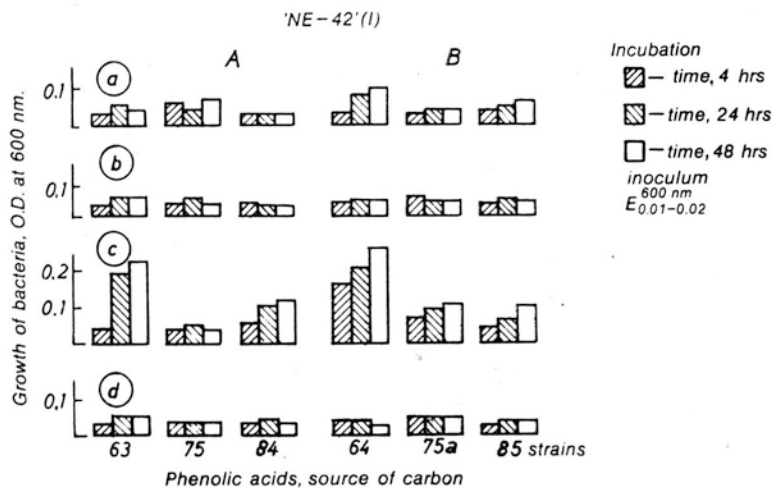 'NE-42'(I)
A B
Incubation
time, 4 hrs
time, 24 hrs
time, 48 hrs
inoculum
E 600 nm 0.01-0.02
Growth of bacteria, O.D. at 600 nm.
a
0,1
b
0,1
c
0,2
0,1
d
0,1
63 75 84 64 75a 85 strains
Phenolic acids, source of carbon